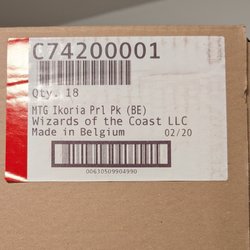 C74200001
Qty. 18
MTG Ikoria Prl Pk (BE)
Wizards of the Coast LLC
Made in Belgium 02/20
00630509904990